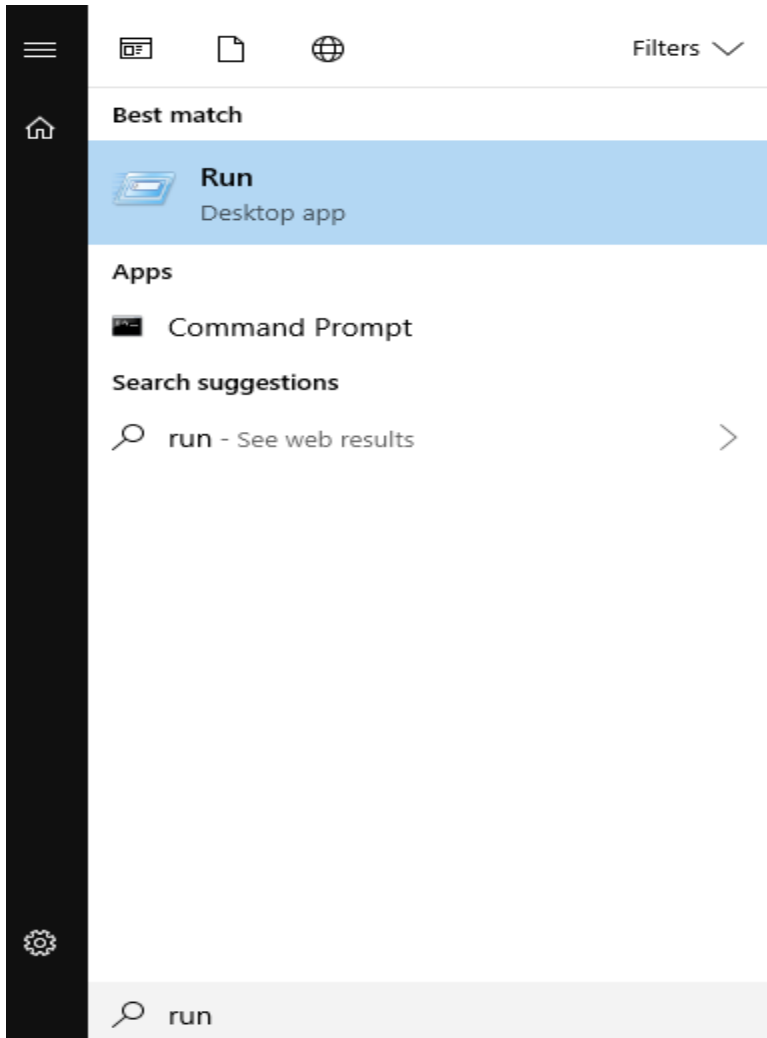 Filters
Best match
Run
Desktop app
Apps
Command Prompt
Search suggestions
run - See web results
run